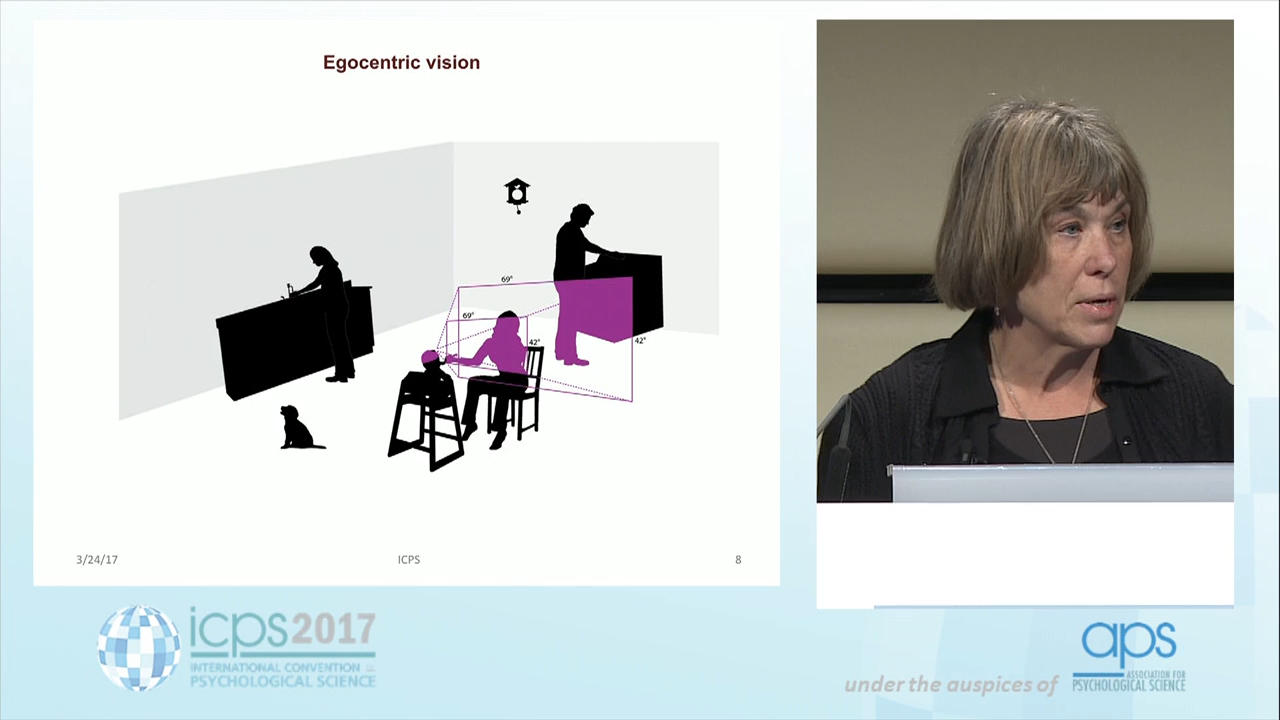 Egocentric vision
69°
69°
42°
42°
3/24/17
ICPS
8
icps2017
INTERNATIONAL CONVENTION
PSYCHOLOGICAL SCIENCE
under the auspices of
aps
ASSOCIATION FOR
PSYCHOLOGICAL SCIENCE